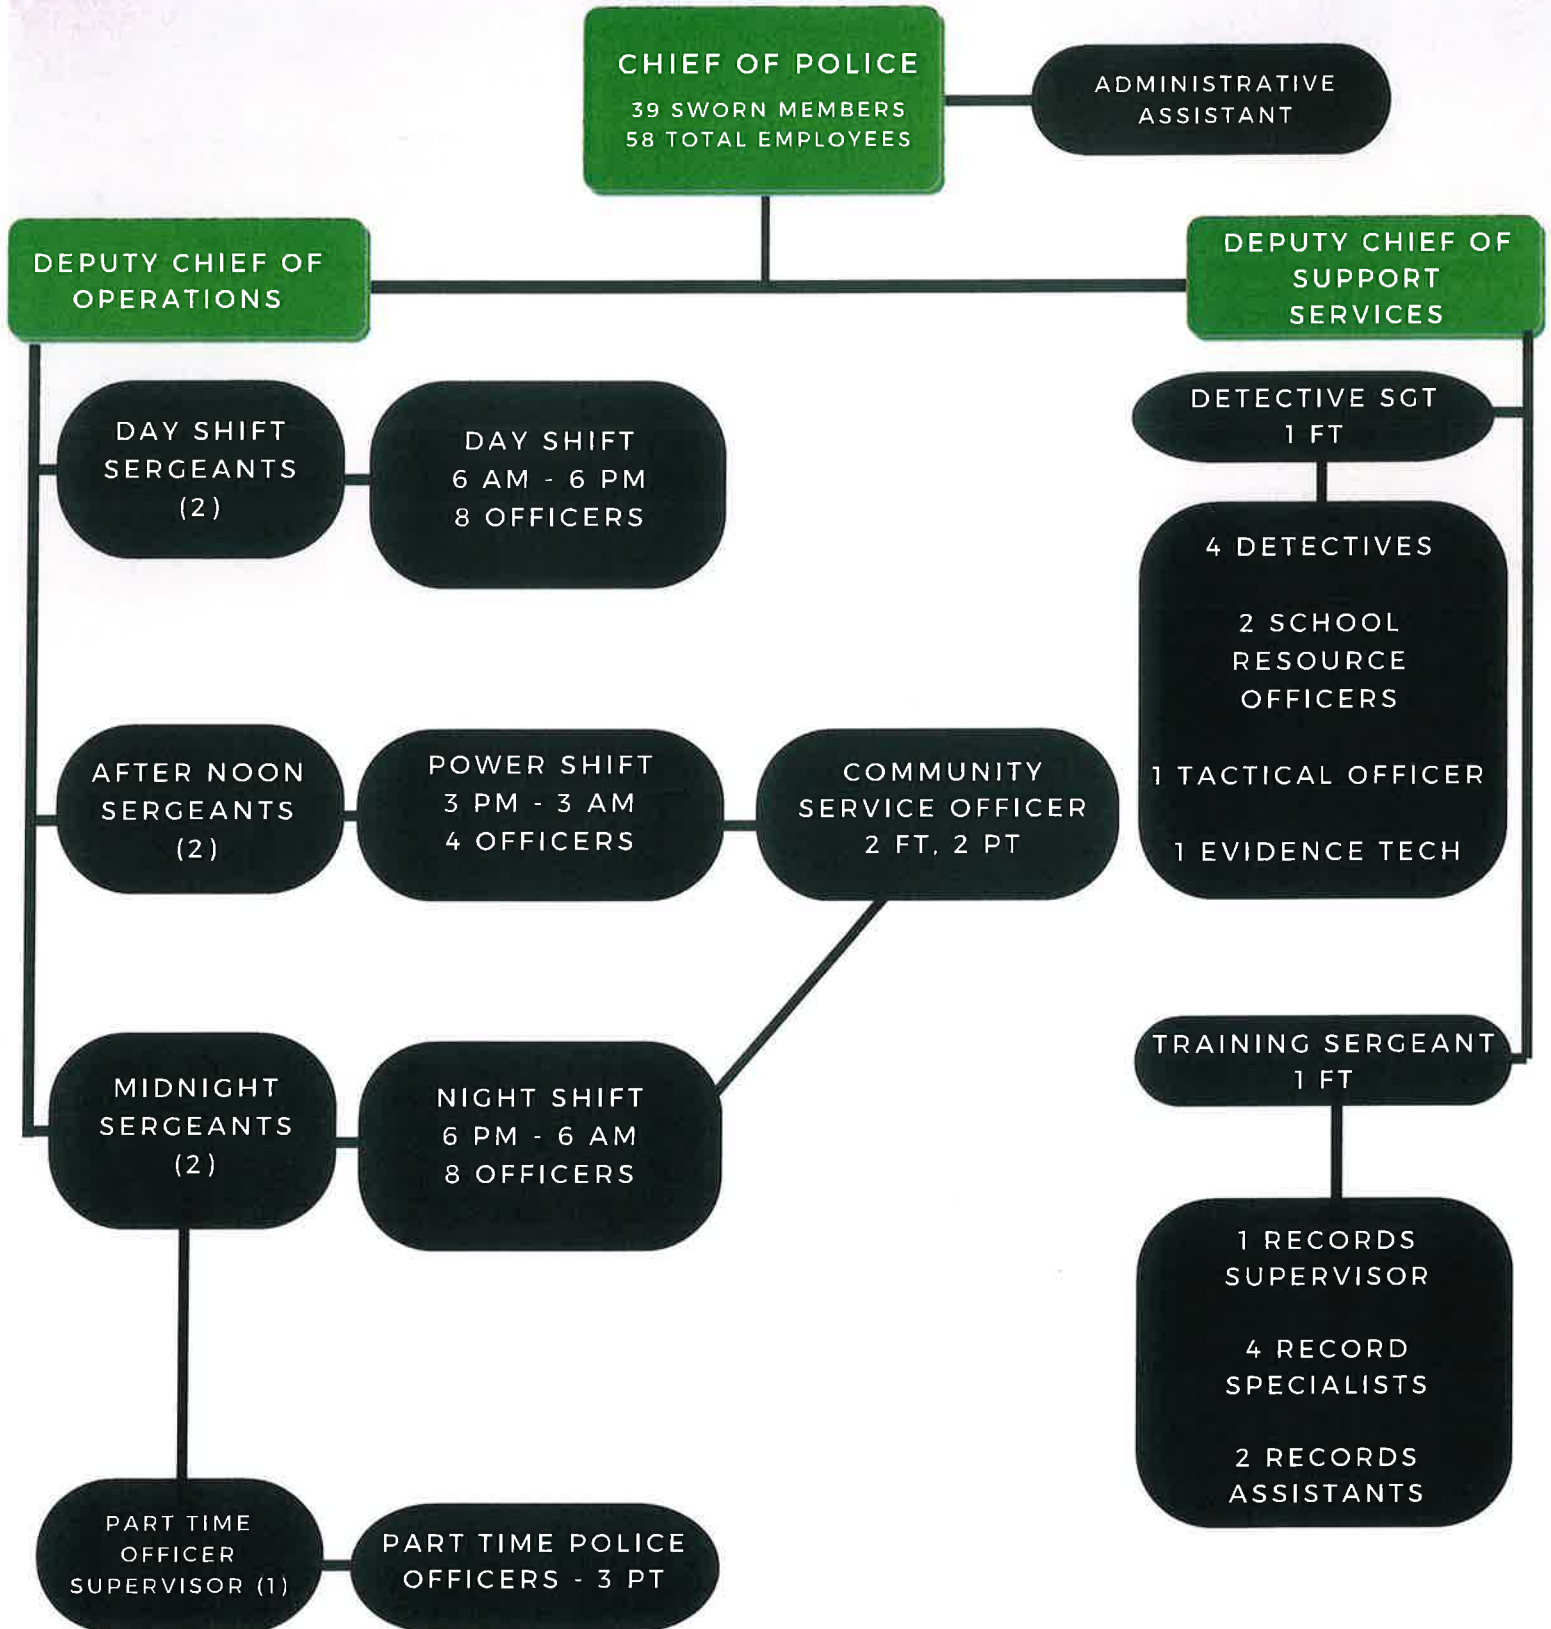 CHIEF OF POLICE
39 SWORN MEMBERS
58 TOTAL EMPLOYEES
ADMINISTRATIVE
ASSISTANT
DEPUTY CHIEF OF
OPERATIONS
DEPUTY CHIEF OF
SUPPORT
SERVICES
DAY SHIFT
SERGEANTS
(2)
DAY SHIFT
6 AM - 6 PM
8 OFFICERS
DETECTIVE SGT
1 FT
4 DETECTIVES
2 SCHOOL
RESOURCE
OFFICERS
1 TACTICAL OFFICER
1 EVIDENCE TECH
AFTER NOON
SERGEANTS
(2)
POWER SHIFT
3 PM - 3 AM
4 OFFICERS
COMMUNITY
SERVICE OFFICER
2 FT, 2 PT
MIDNIGHT
SERGEANTS
(2)
NIGHT SHIFT
6 PM - 6 AM
8 OFFICERS
TRAINING SERGEANT
1 FT
1 RECORDS
SUPERVISOR
4 RECORD
SPECIALISTS
2 RECORDS
ASSISTANTS
PART TIME
OFFICER
SUPERVISOR (1)
PART TIME POLICE
OFFICERS - 3 PT